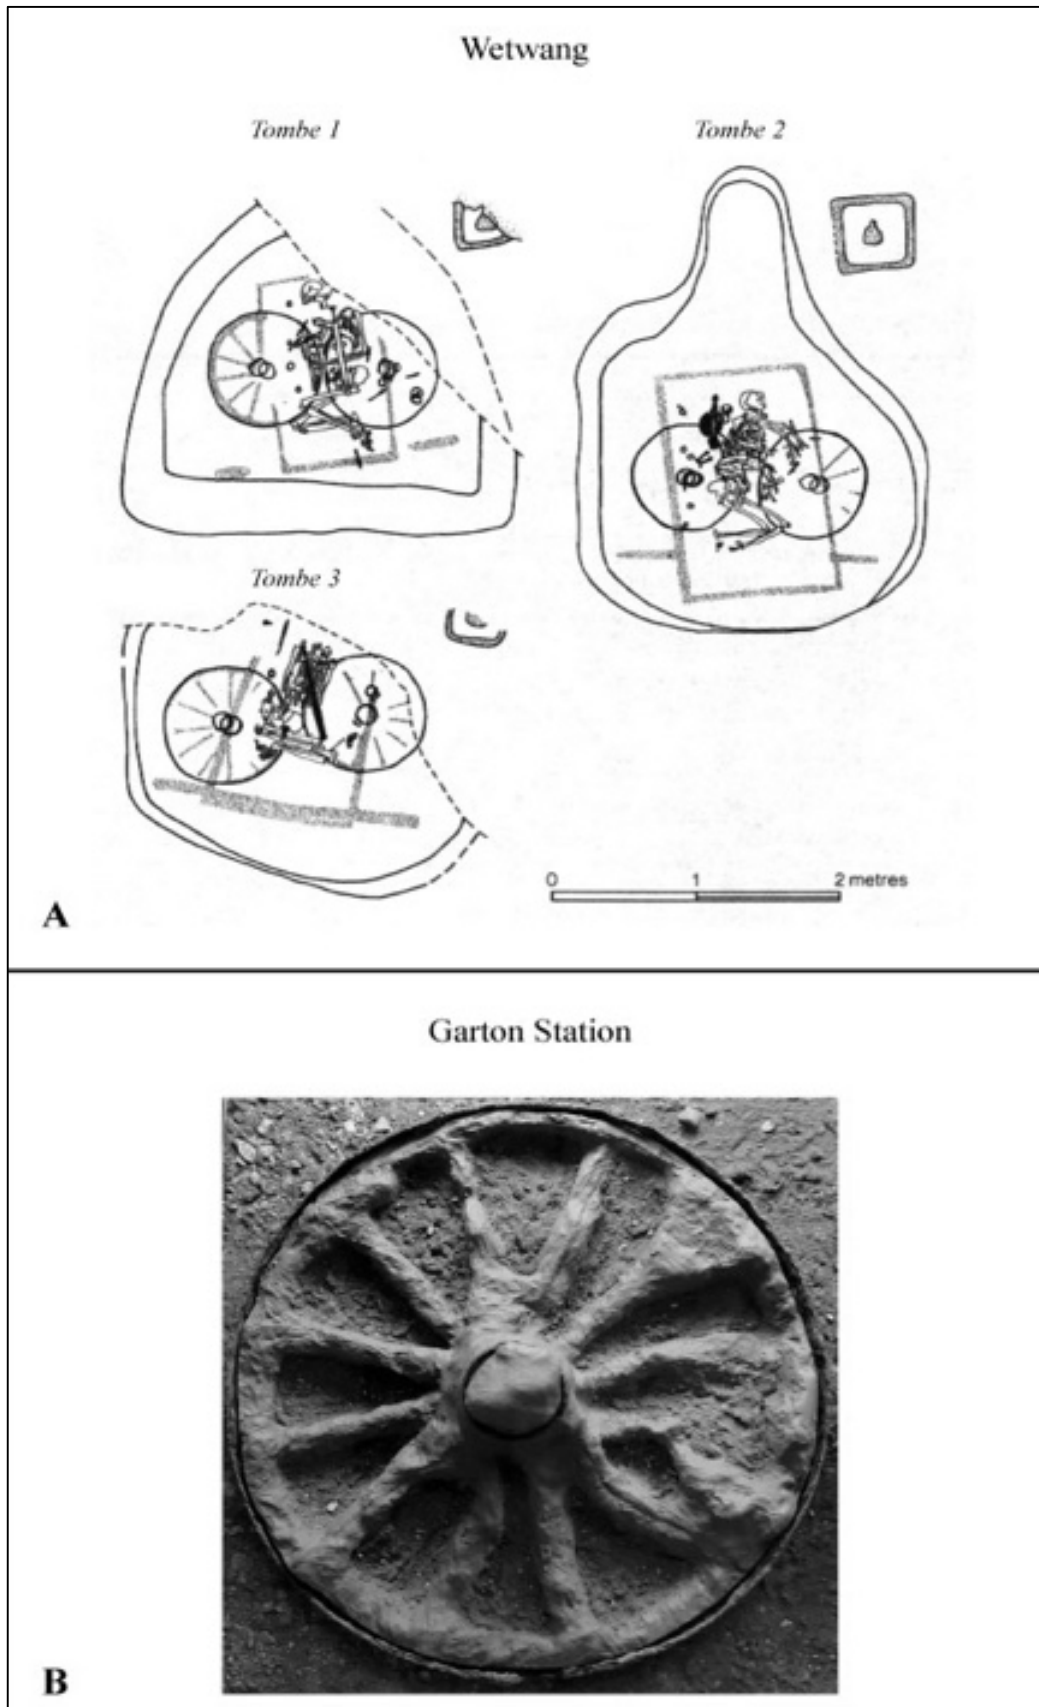 Wetwang
Tombe 1
Tombe 2
Tombe 3
0 1 2 metres
A
Garton Station
B